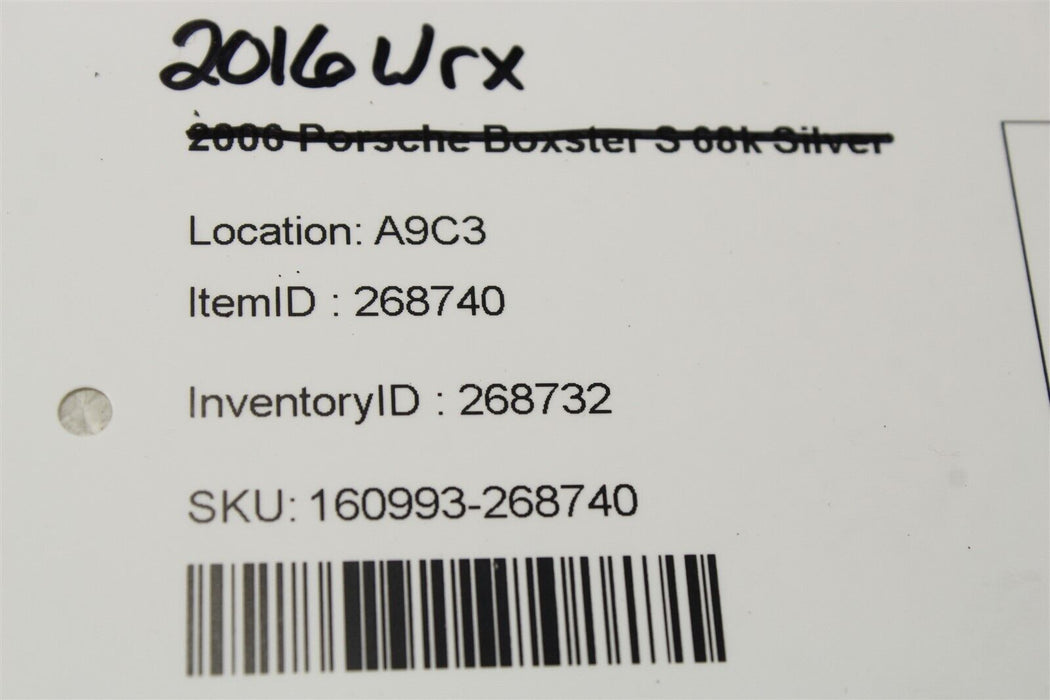 2016 Wrx
2006 Porsche Boxster S 68k Silver
Location: A9C3
ItemID : 268740
InventoryID : 268732
SKU: 160993-268740